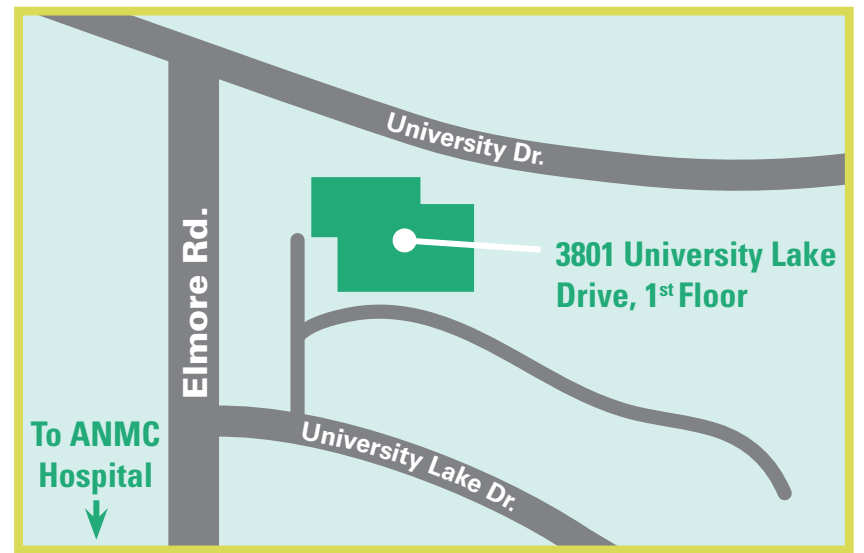 University Dr.
Elmore Rd.
3801 University Lake
Drive, 1st Floor
To ANMC
Hospital
University Lake Dr.